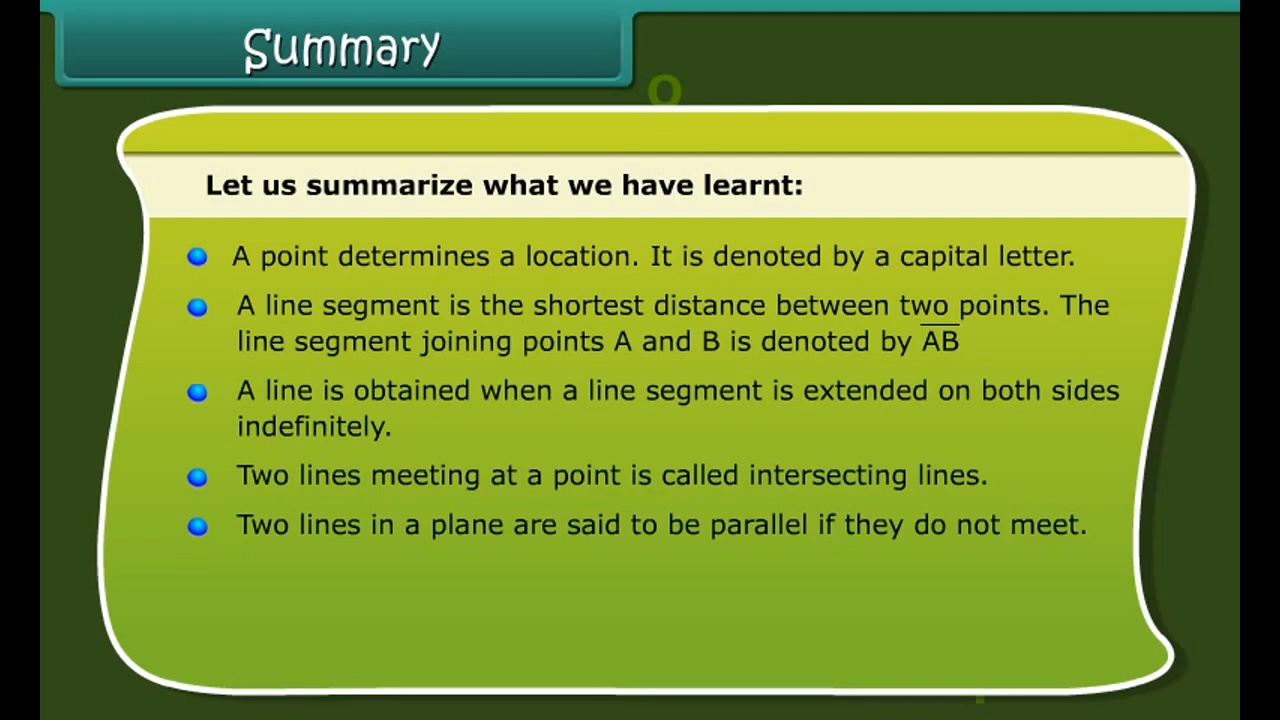 Summary
O
Let us summarize what we have learnt:
A point determines a location. It is denoted by a capital letter.
A line segment is the shortest distance between two points. The
line segment joining points A and B is denoted by A̅B̅
A line is obtained when a line segment is extended on both sides
indefinitely.
Two lines meeting at a point is called intersecting lines.
Two lines in a plane are said to be parallel if they do not meet.